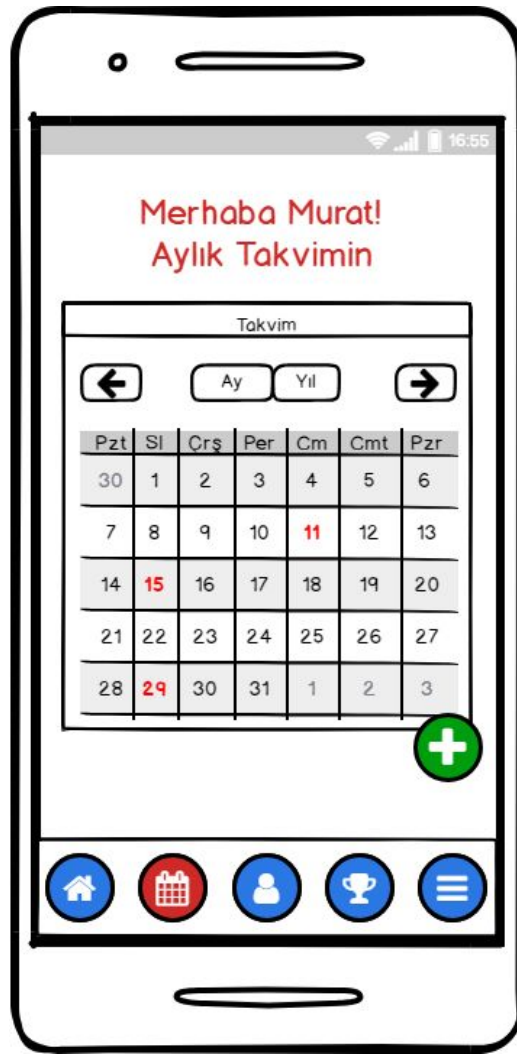 16:55
Merhaba Murat!
Aylık Takvimin
Takvim
Ay Yıl
Pzt Sl Çrş Per Cm Cmt Pzr
30 1 2 3 4 5 6
7 8 9 10 11 12 13
14 15 16 17 18 19 20
21 22 23 24 25 26 27
28 29 30 31 1 2 3